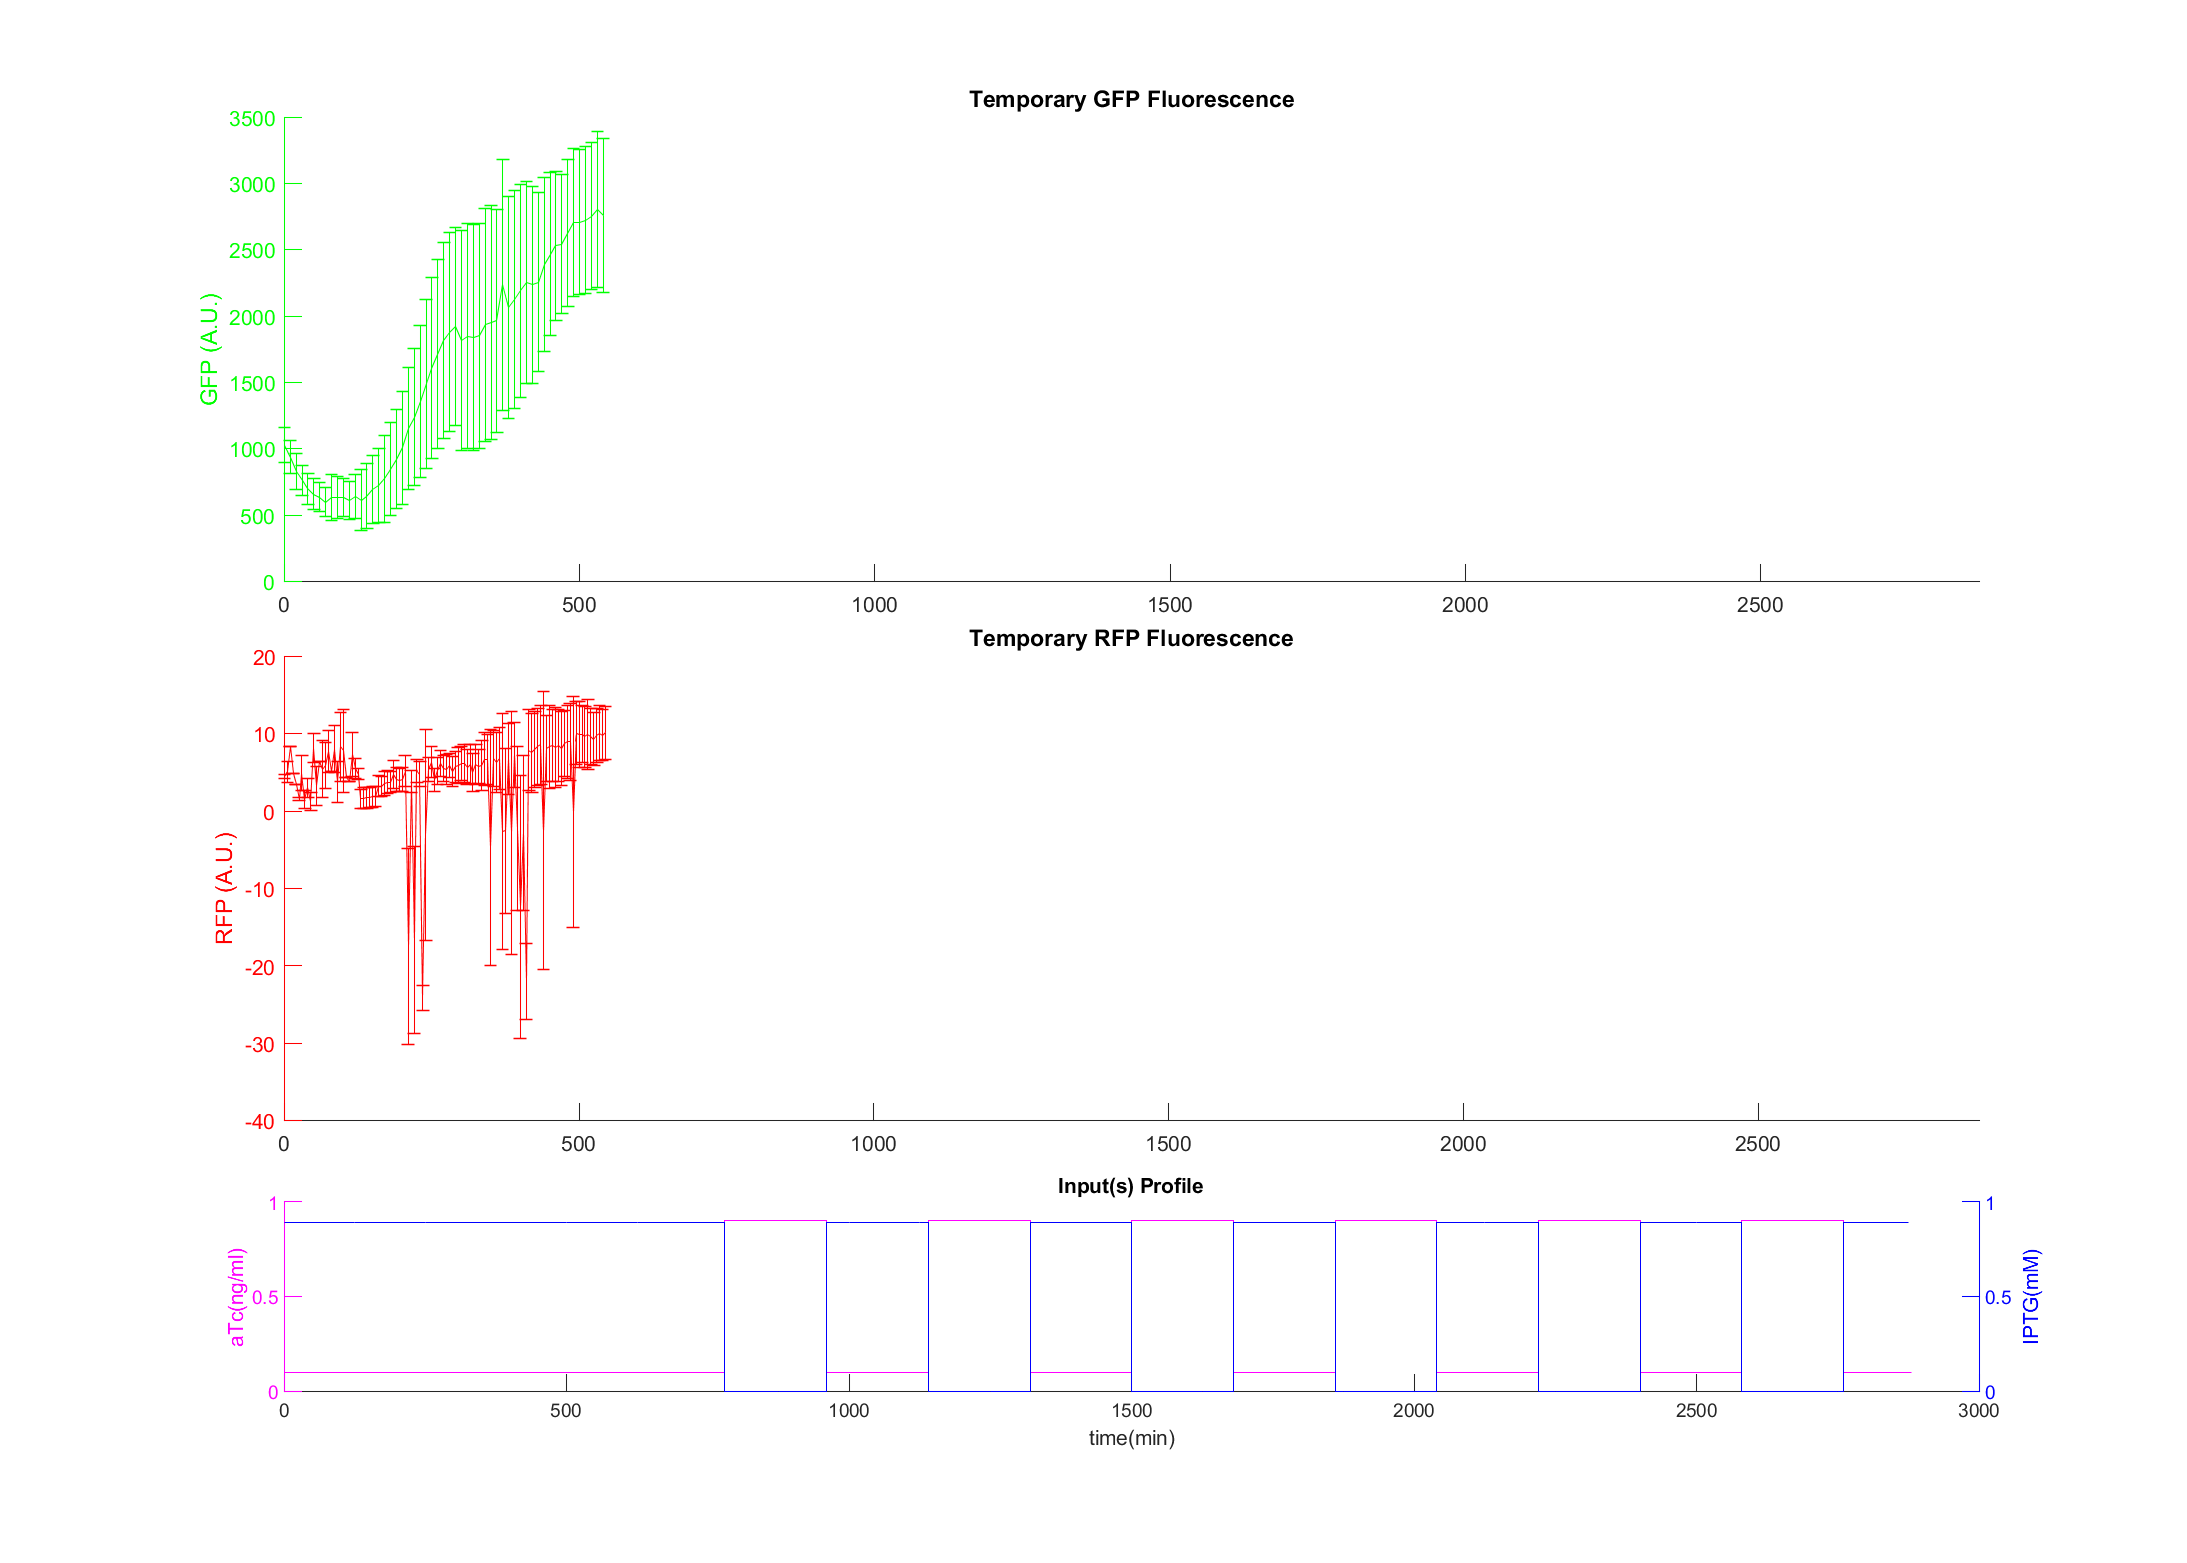 Temporary GFP Fluorescence
3500
3000
2500
2000
1500
1000
500
0
GFP (A.U.)
0 500 1000 1500 2000 2500
Temporary RFP Fluorescence
20
10
0
-10
-20
-30
-40
RFP (A.U.)
0 500 1000 1500 2000 2500
Input(s) Profile
1
0.5
0
aTc(ng/ml)
1
0.5
0
IPTG(mM)
0 500 1000 1500 2000 2500 3000
time(min)